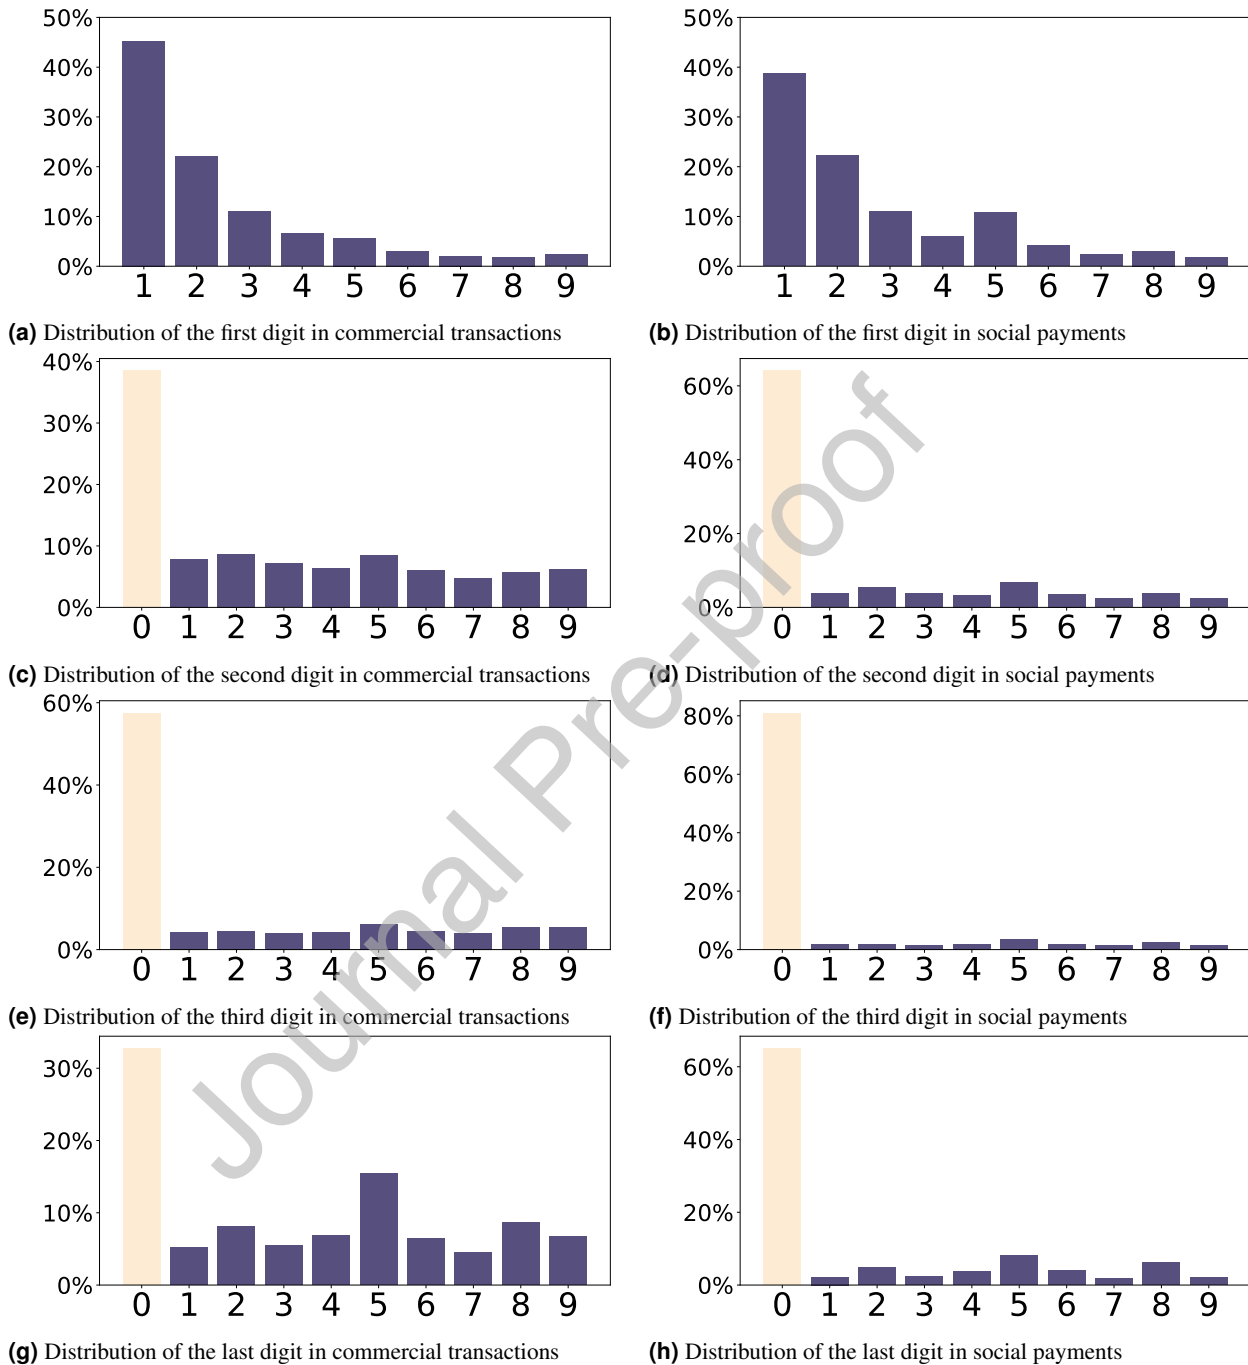 50%
40%
30%
20%
10%
0%
1 2 3 4 5 6 7 8 9
(a) Distribution of the first digit in commercial transactions
50%
40%
30%
20%
10%
0%
1 2 3 4 5 6 7 8 9
(b) Distribution of the first digit in social payments
40%
30%
20%
10%
0%
0 1 2 3 4 5 6 7 8 9
(c) Distribution of the second digit in commercial transactions
60%
40%
20%
0%
0 1 2 3 4 5 6 7 8 9
(d) Distribution of the second digit in social payments
60%
40%
20%
0%
0 1 2 3 4 5 6 7 8 9
(e) Distribution of the third digit in commercial transactions
80%
60%
40%
20%
0%
0 1 2 3 4 5 6 7 8 9
(f) Distribution of the third digit in social payments
30%
20%
10%
0%
0 1 2 3 4 5 6 7 8 9
(g) Distribution of the last digit in commercial transactions
60%
40%
20%
0%
0 1 2 3 4 5 6 7 8 9
(h) Distribution of the last digit in social payments
Journal Pre-proof